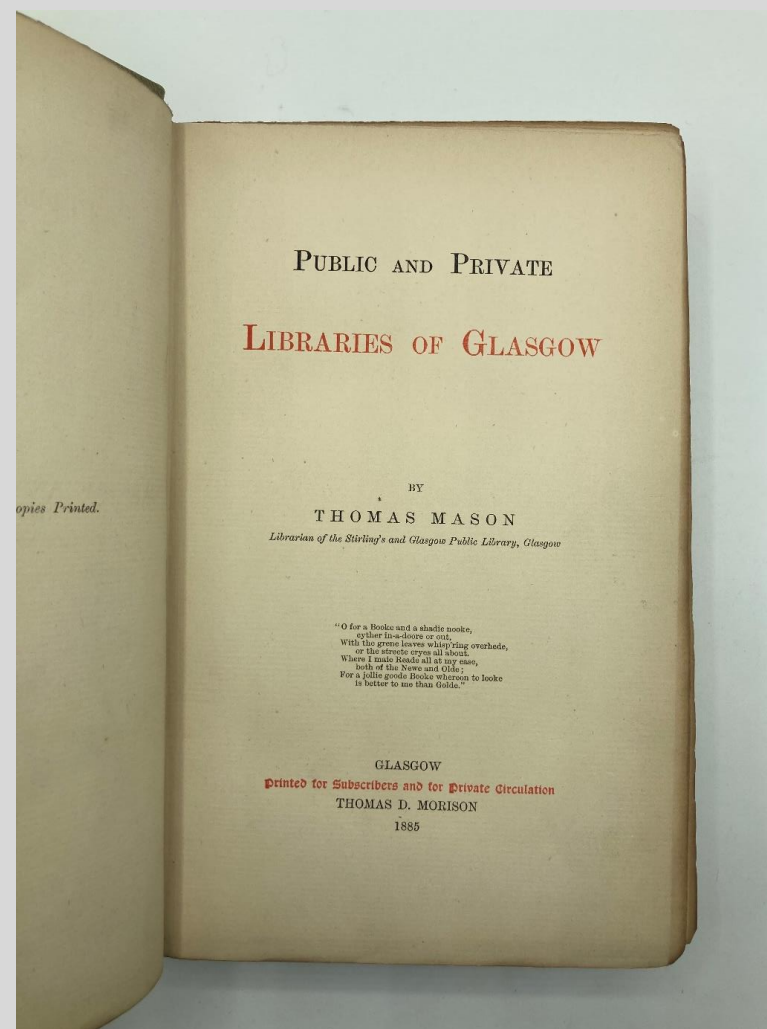 opies Printed.
PUBLIC AND PRIVATE
LIBRARIES OF GLASGOW
BY
THOMAS MASON
Librarian of the Stirling's and Glasgow Public Library, Glasgow
"O for a Booke and a shadie nooke,
eyther in-a-doore or out,
With the grene leaves whisp'ring overhede,
or the streete cryes all about.
Where I maie Reade all at my ease,
both of the Newe and Olde;
For a jollie goode Booke whereon to looke
is better to me than Golde."
GLASGOW
Printed for Subscribers and for Private Circulation
THOMAS D. MORISON
1885